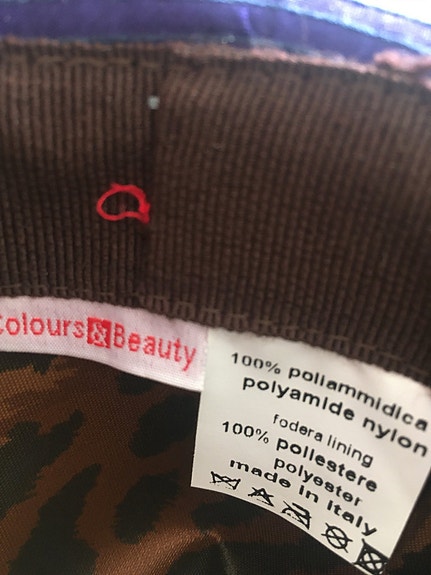 Colours&Beauty
100% poliammidica
polyamide nylon
fodera lining
100% poliestere
polyester
made in Italy